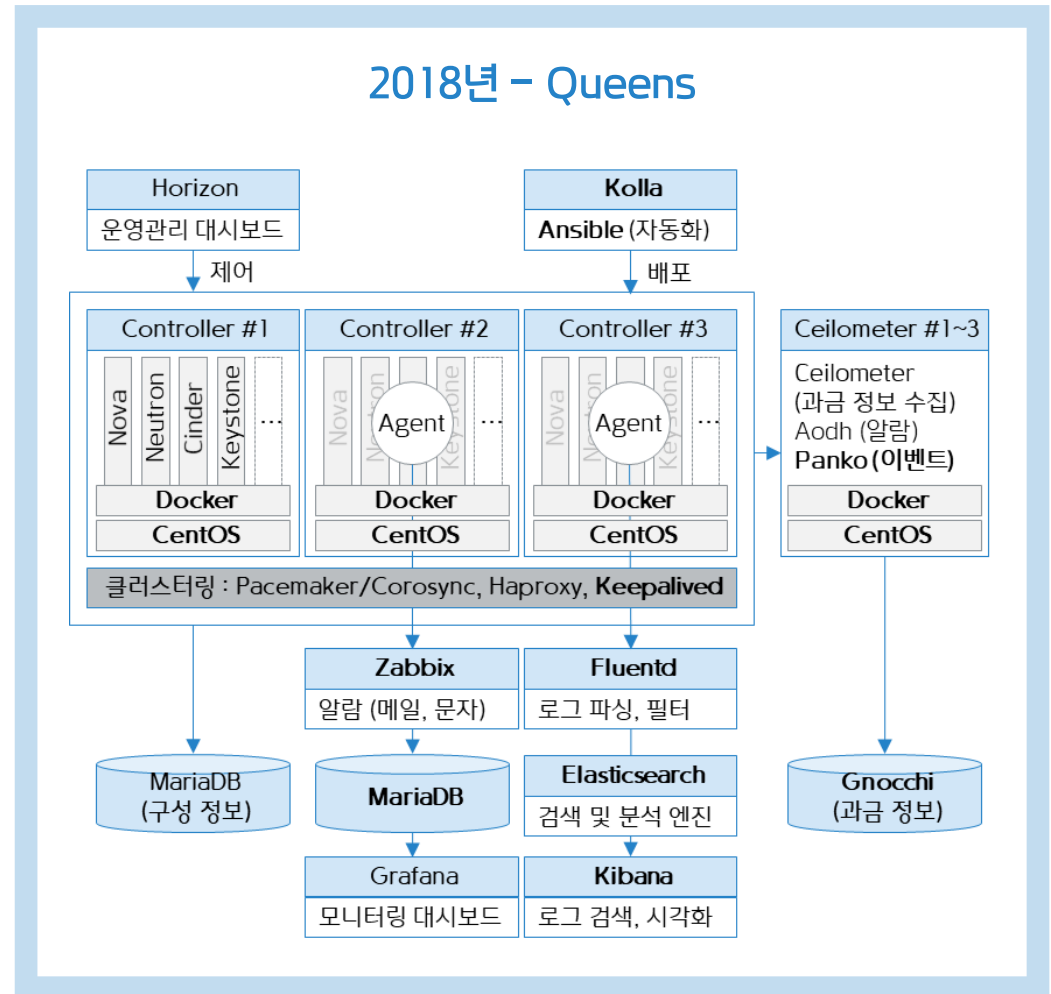 2018년 – Queens
Horizon
운영관리 대시보드
Kolla
Ansible (자동화)
제어
배포
Controller #1
Nova
Neutron
Cinder
Keystone
...
Docker
CentOS
Controller #2
Nova
Neutron
Keystone
Agent
...
Docker
CentOS
Controller #3
Nova
Neutron
Keystone
Agent
...
Docker
CentOS
Ceilometer #1~3
Ceilometer
(과금 정보 수집)
Aodh (알람)
Panko (이벤트)
Docker
CentOS
클러스터링 : Pacemaker/Corosync, Haproxy, Keepalived
Zabbix
알람 (메일, 문자)
Fluentd
로그 파싱, 필터
MariaDB
(구성 정보)
MariaDB
Elasticsearch
검색 및 분석 엔진
Gnocchi
(과금 정보)
Grafana
모니터링 대시보드
Kibana
로그 검색, 시각화